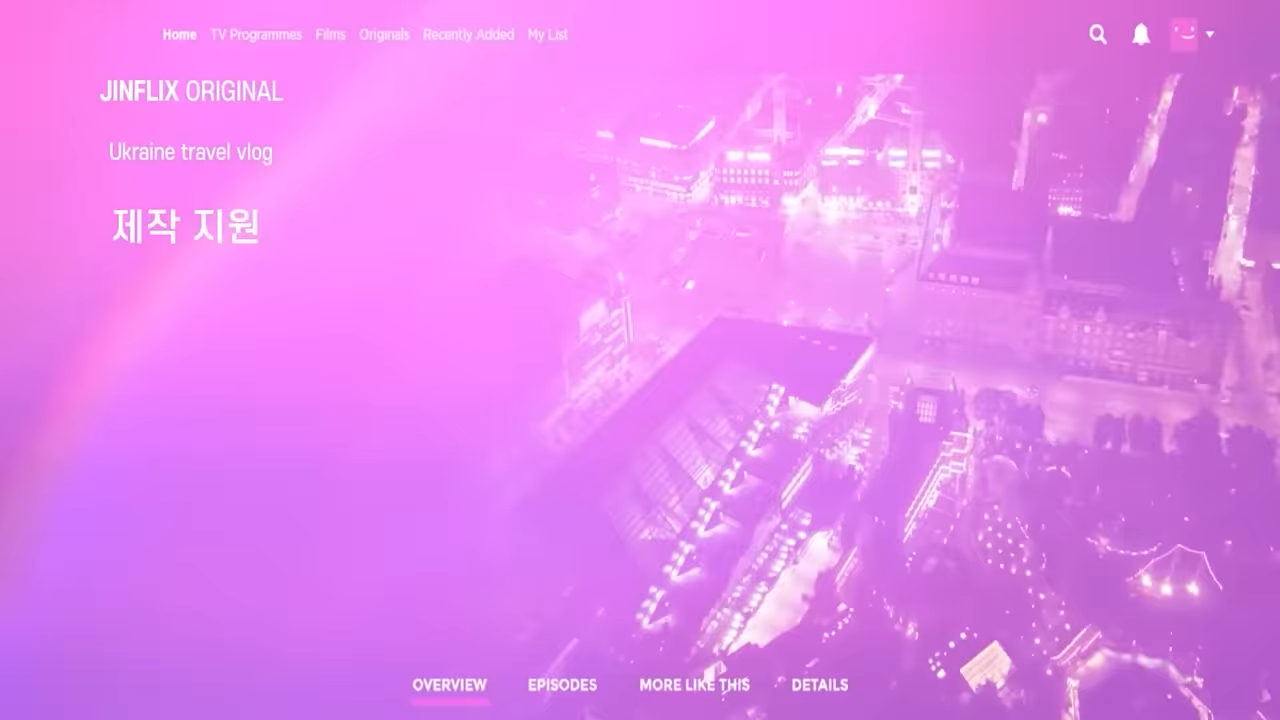 Home TV Programmes Films Originals Recently Added My List
JINFLIX ORIGINAL
Ukraine travel vlog
제작 지원
OVERVIEW EPISODES MORE LIKE THIS DETAILS